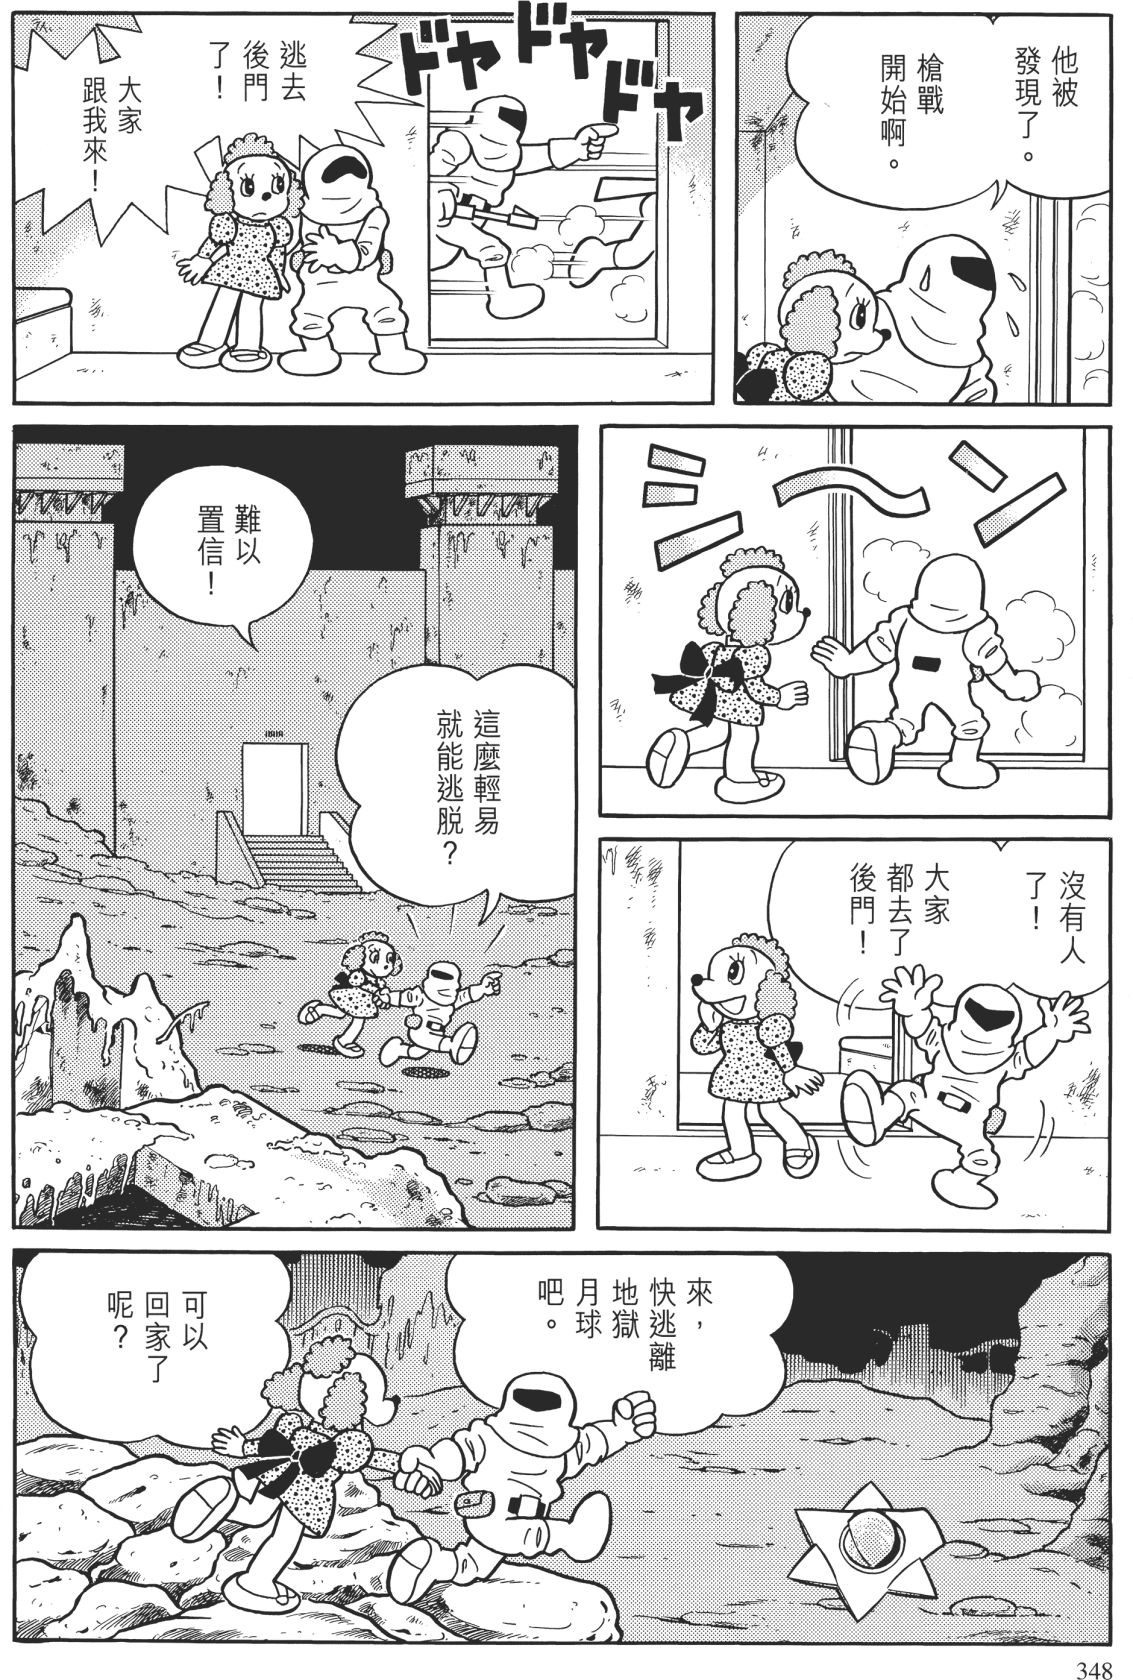 他被
發現了。
槍戰
開始啊。
ドヤドヤドヤ
逃去
後門
了！
大家
跟我來！
シーン
沒有人
了！
大家
都去了
後門！
難以
置信！
這麼輕易
就能逃脫？
來，
快逃離
地獄
月球
吧。
可以
回家了
呢？
348